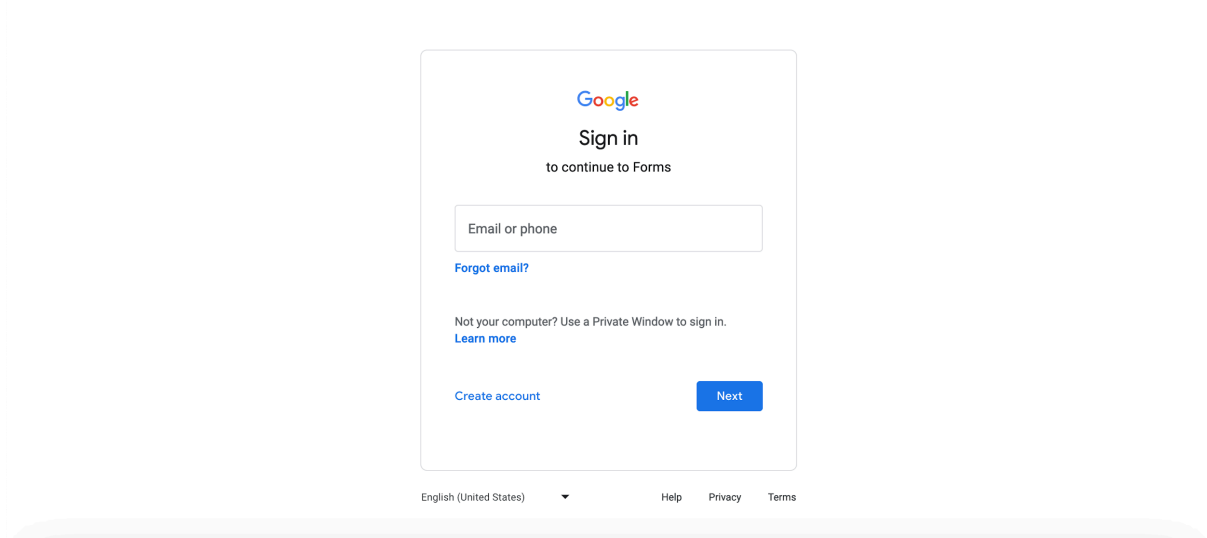 Google
Sign in
to continue to Forms
Email or phone
Forgot email?
Not your computer? Use a Private Window to sign in.
Learn more
Create account
Next
English (United States)
Help
Privacy
Terms